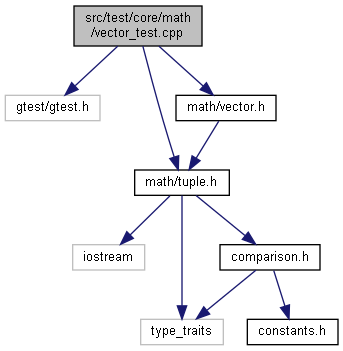 src/test/core/math
/vector_test.cpp
gtest/gtest.h
math/vector.h
math/tuple.h
iostream
comparison.h
type_traits
constants.h